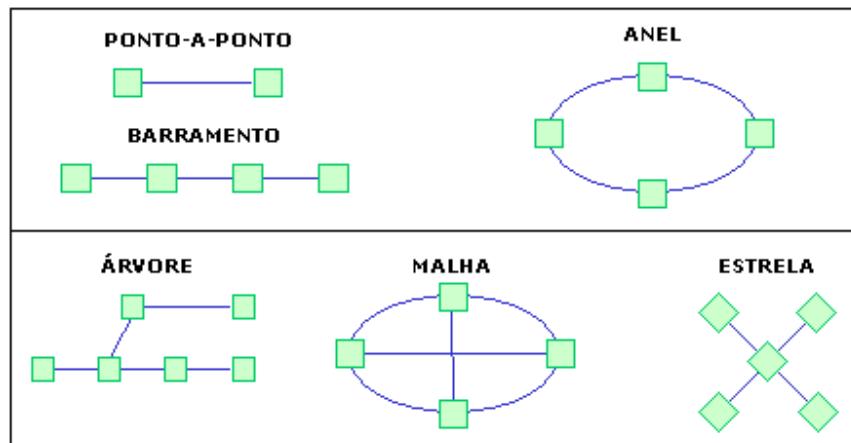 PONTO-A-PONTO
ANEL
BARRAMENTO
ÁRVORE
MALHA
ESTRELA